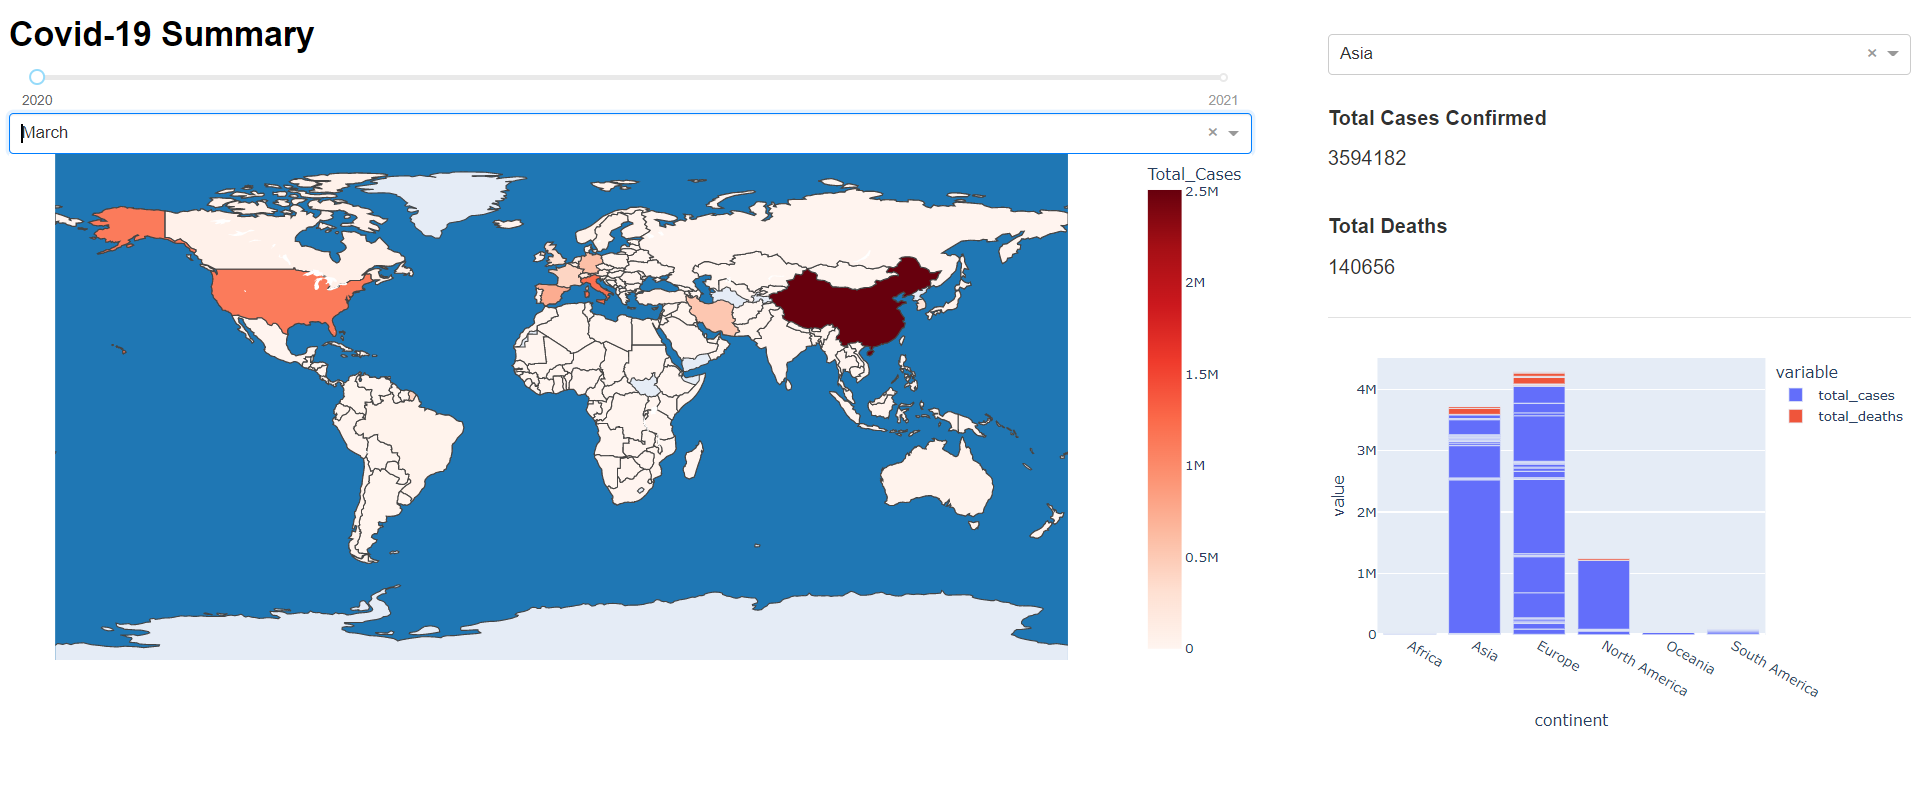 Covid-19 Summary
2020
2021
March
Total_Cases
2.5M
2M
1.5M
1M
0.5M
0
Asia
Total Cases Confirmed
3594182
Total Deaths
140656
variable
total_cases
total_deaths
value
4M
3M
2M
1M
0
Africa
Asia
Europe
North America
Oceania
South America
continent